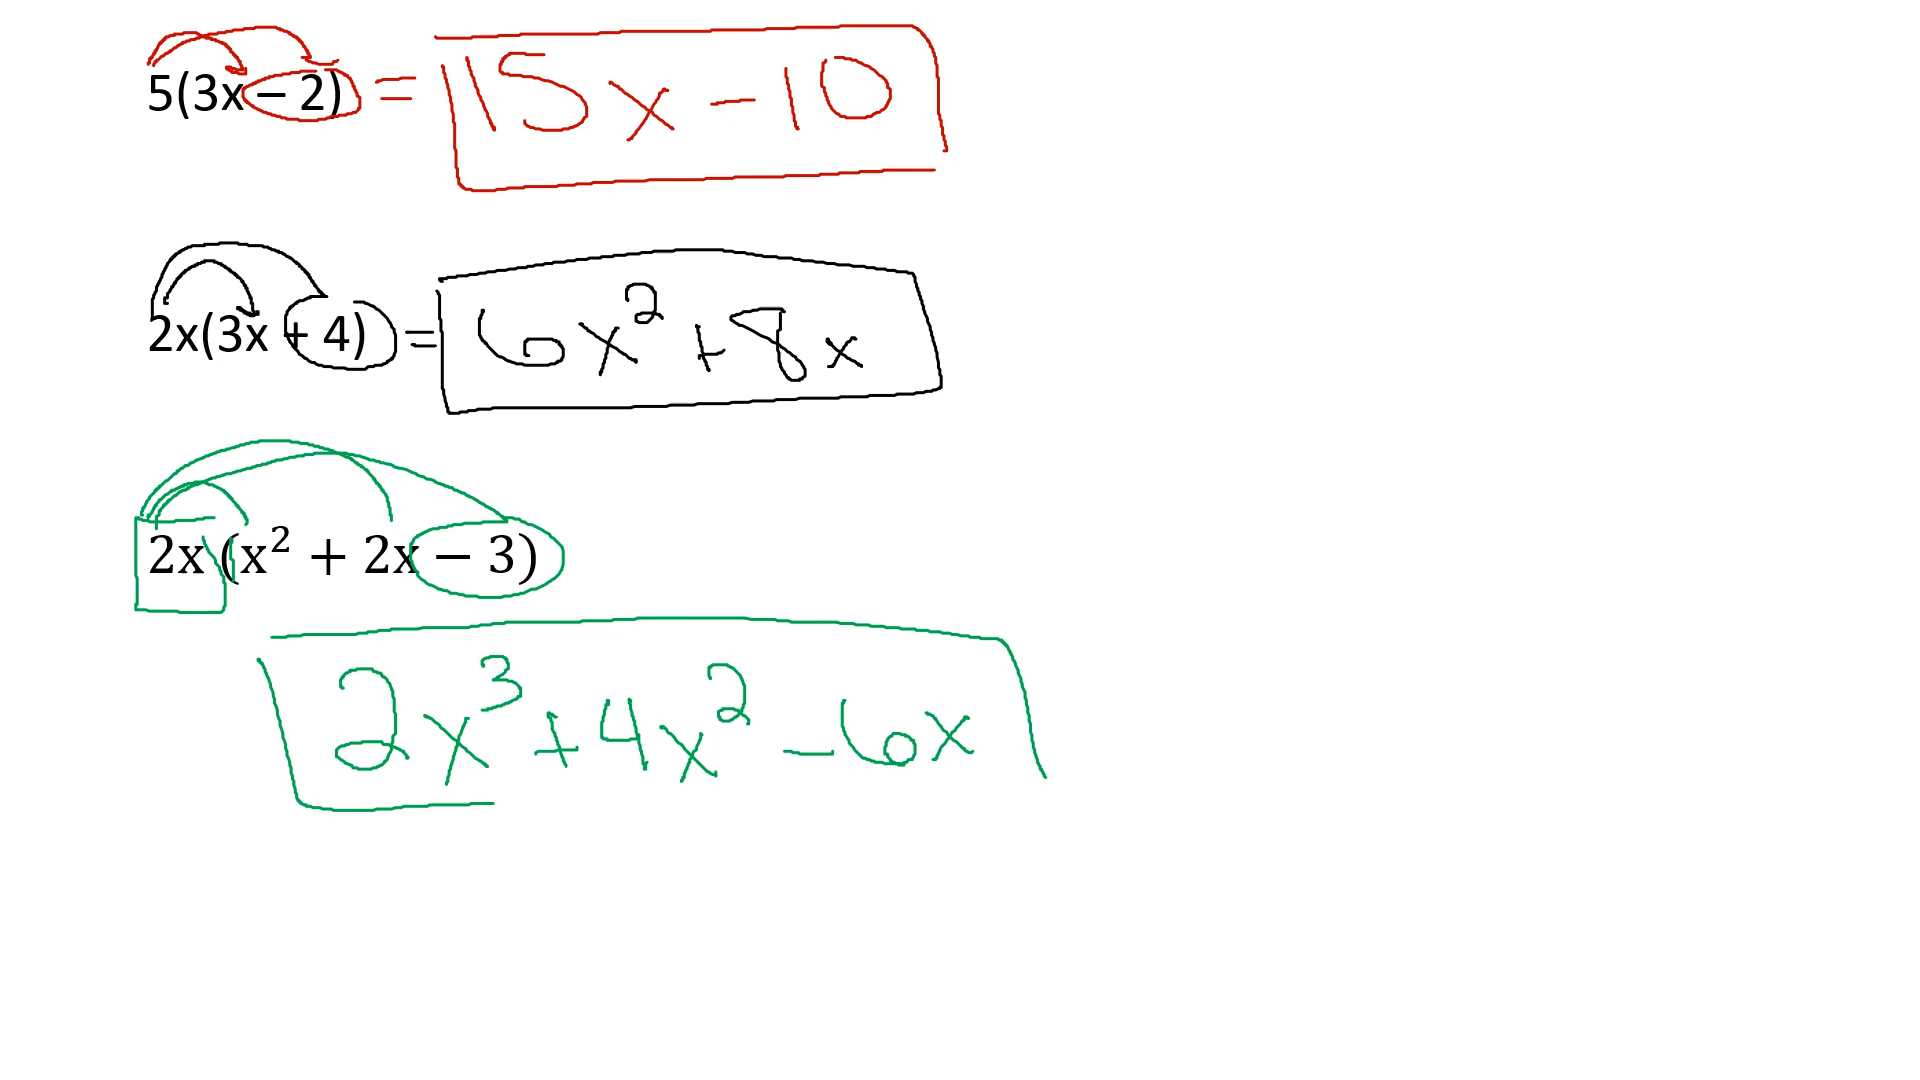 5(3x − 2) = 15x − 10
2x(3x + 4) = 6x² + 8x
2x (x² + 2x − 3)
2x³ + 4x² − 6x